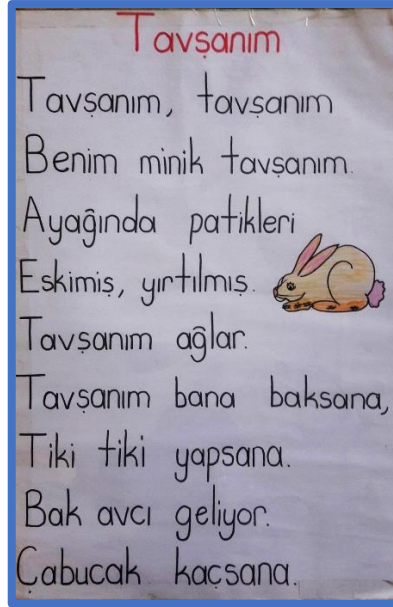 Tavşanım
Tavşanım, tavşanım
Benim minik tavşanım.
Ayağında patikleri
Eskimiş, yırtılmış.
Tavşanım ağlar.
Tavşanım bana baksana,
Tiki tiki yapsana.
Bak avcı geliyor.
Çabucak kaçsana.